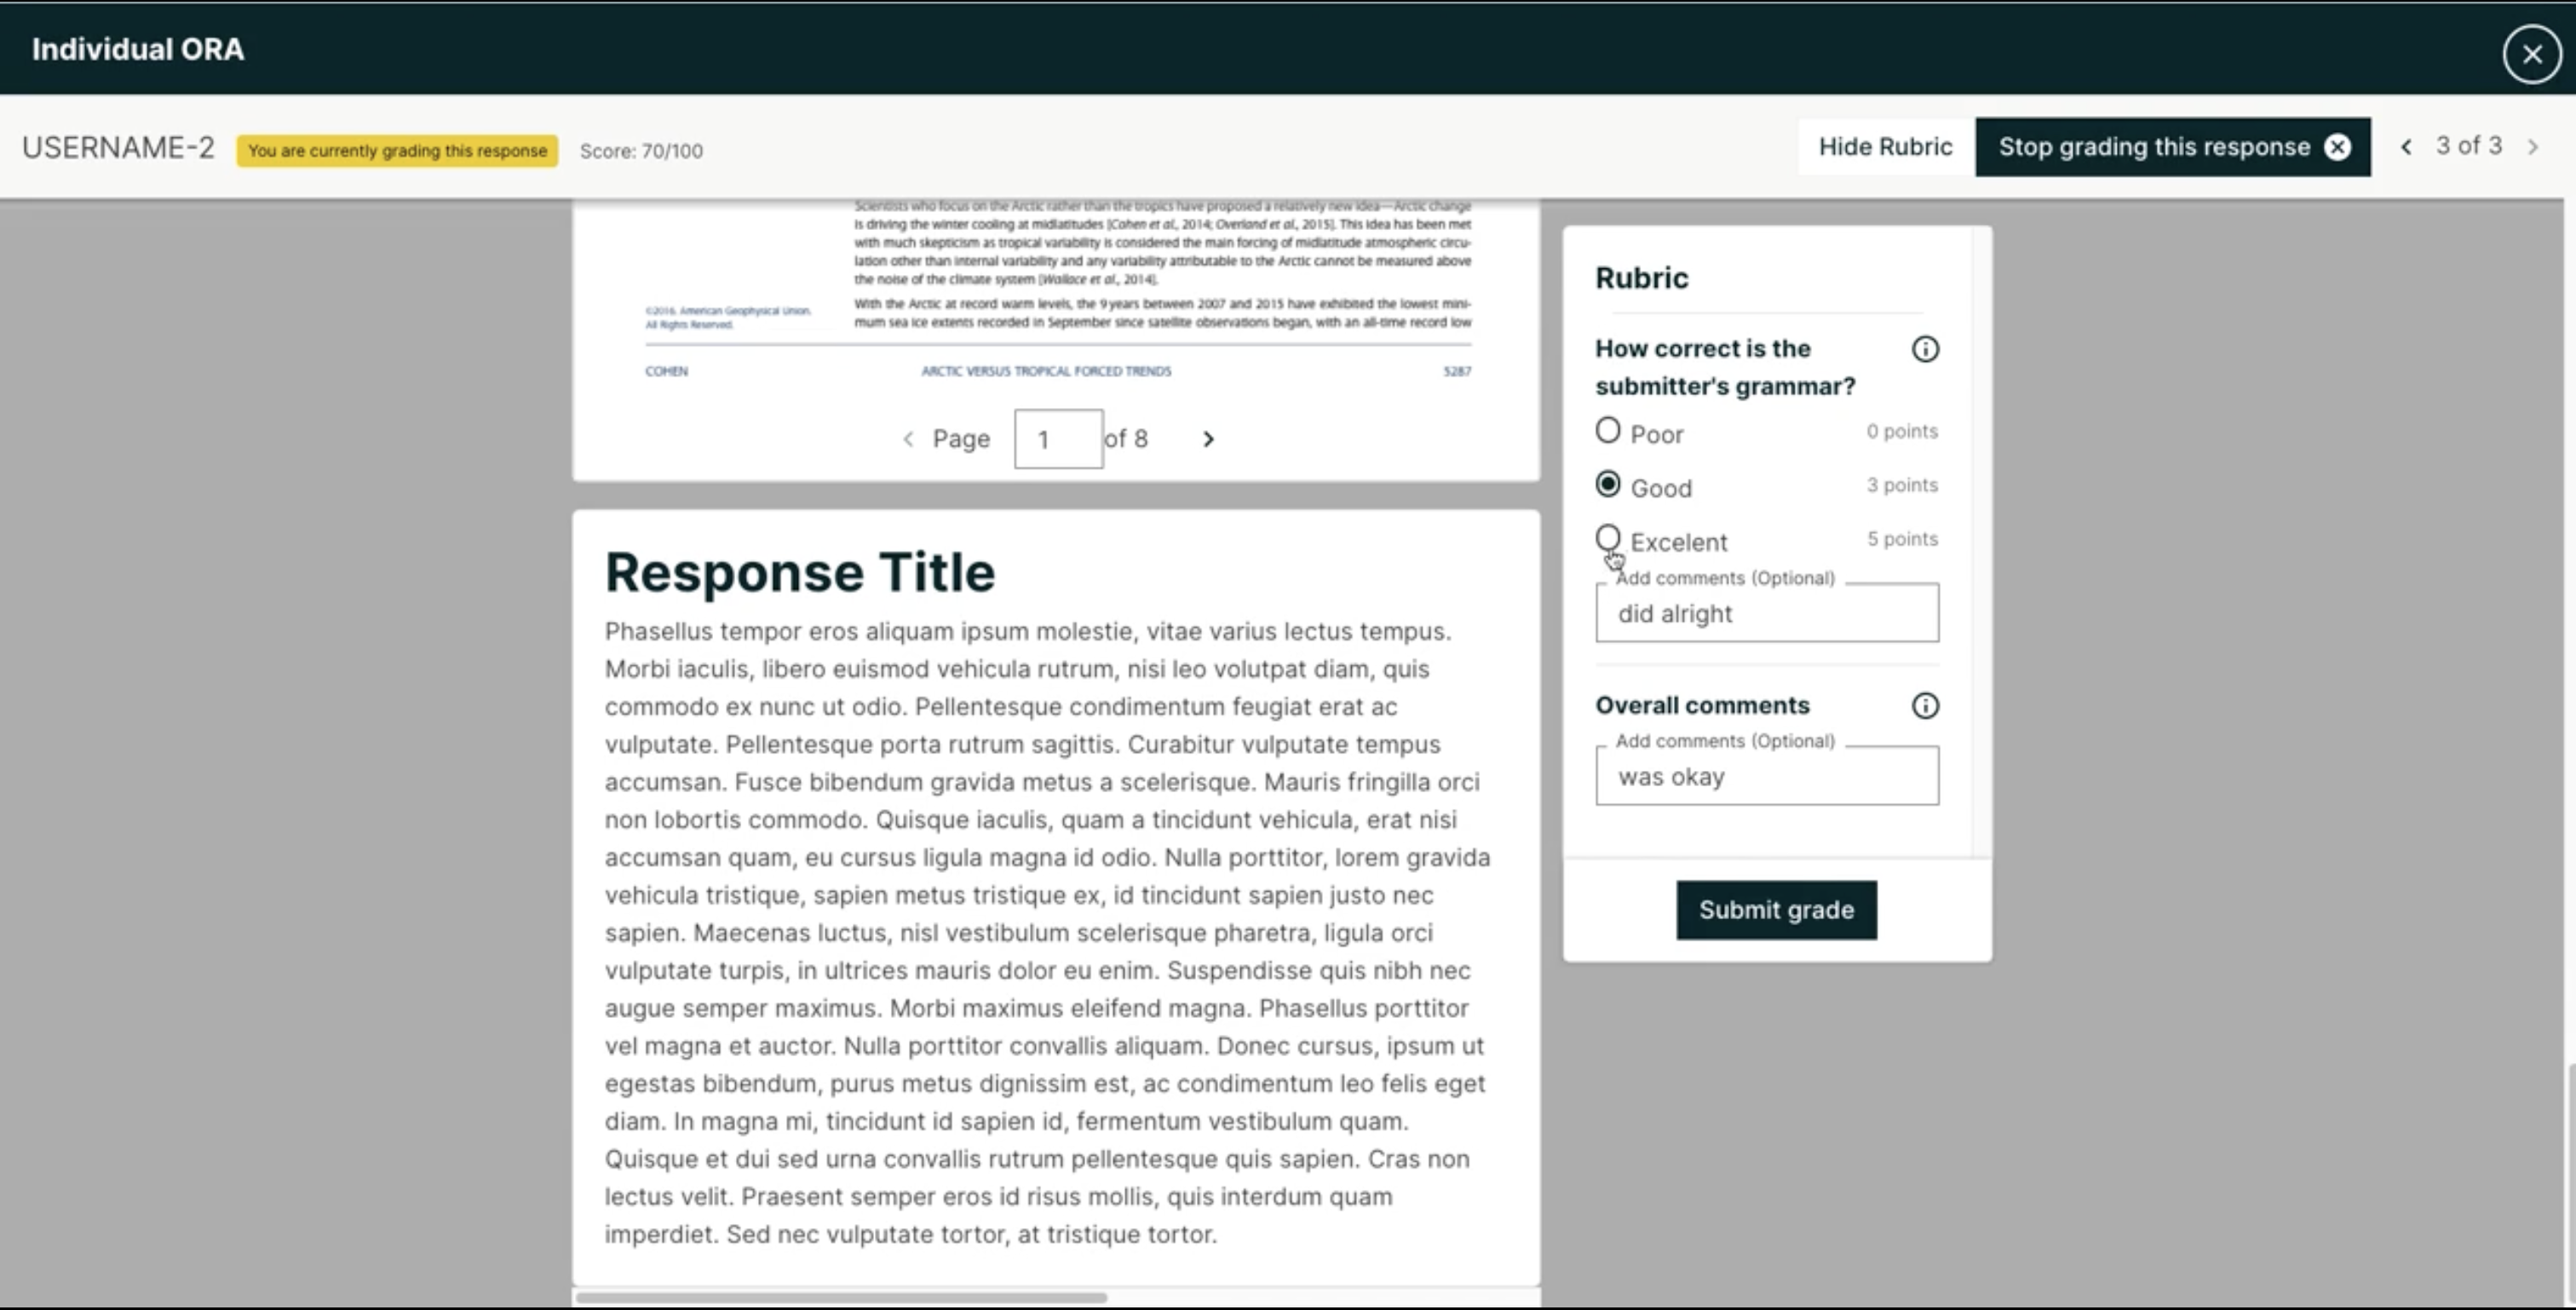 Individual ORA
USERNAME-2
You are currently grading this response
Score: 70/100
Hide Rubric
Stop grading this response
3 of 3
Scientists who focus on the Arctic rather than the tropics have proposed a relatively new idea—Arctic change
is driving the winter cooling at midlatitudes [Cohen et al., 2014; Overland et al., 2015]. This idea has been met
with much skepticism as tropical variability is considered the main forcing of midlatitude atmospheric circu-
lation other than internal variability and any variability attributable to the Arctic cannot be measured above
the noise of the climate system [Wallace et al., 2014].
With the Arctic at record warm levels, the 9 years between 2007 and 2015 have exhibited the lowest mini-
mum sea ice extents recorded in September since satellite observations began, with an all-time record low
©2016. American Geophysical Union.
All Rights Reserved.
COHEN
ARCTIC VERSUS TROPICAL FORCED TRENDS
5287
Page 1 of 8
Response Title
Phasellus tempor eros aliquam ipsum molestie, vitae varius lectus tempus.
Morbi iaculis, libero euismod vehicula rutrum, nisi leo volutpat diam, quis
commodo ex nunc ut odio. Pellentesque condimentum feugiat erat ac
vulputate. Pellentesque porta rutrum sagittis. Curabitur vulputate tempus
accumsan. Fusce bibendum gravida metus a scelerisque. Mauris fringilla orci
non lobortis commodo. Quisque iaculis, quam a tincidunt vehicula, erat nisi
accumsan quam, eu cursus ligula magna id odio. Nulla porttitor, lorem gravida
vehicula tristique, sapien metus tristique ex, id tincidunt sapien justo nec
sapien. Maecenas luctus, nisl vestibulum scelerisque pharetra, ligula orci
vulputate turpis, in ultrices mauris dolor eu enim. Suspendisse quis nibh nec
augue semper maximus. Morbi maximus eleifend magna. Phasellus porttitor
vel magna et auctor. Nulla porttitor convallis aliquam. Donec cursus, ipsum ut
egestas bibendum, purus metus dignissim est, ac condimentum leo felis eget
diam. In magna mi, tincidunt id sapien id, fermentum vestibulum quam.
Quisque et dui sed urna convallis rutrum pellentesque quis sapien. Cras non
lectus velit. Praesent semper eros id risus mollis, quis interdum quam
imperdiet. Sed nec vulputate tortor, at tristique tortor.
Rubric
How correct is the
submitter's grammar?
Poor 0 points
Good 3 points
Excelent 5 points
Add comments (Optional)
did alright
Overall comments
Add comments (Optional)
was okay
Submit grade